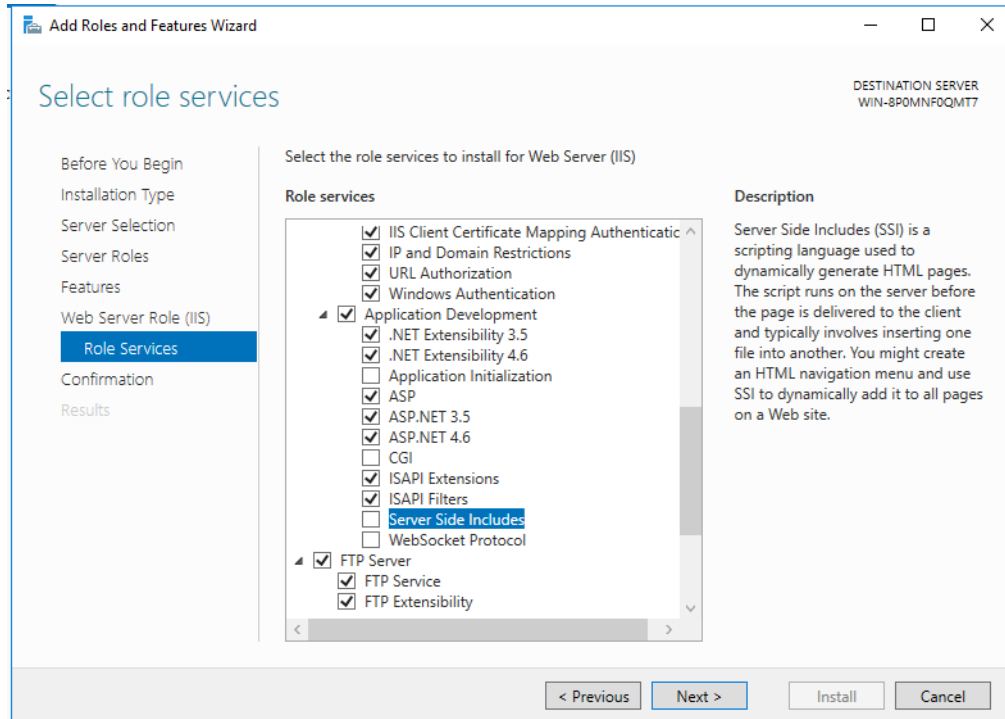 Add Roles and Features Wizard
Select role services
DESTINATION SERVER
WIN-8P0MNF0QMT7
Before You Begin
Installation Type
Server Selection
Server Roles
Features
Web Server Role (IIS)
Role Services
Confirmation
Results
Select the role services to install for Web Server (IIS)
Role services
IIS Client Certificate Mapping Authenticatic
IP and Domain Restrictions
URL Authorization
Windows Authentication
Application Development
.NET Extensibility 3.5
.NET Extensibility 4.6
Application Initialization
ASP
ASP.NET 3.5
ASP.NET 4.6
CGI
ISAPI Extensions
ISAPI Filters
Server Side Includes
WebSocket Protocol
FTP Server
FTP Service
FTP Extensibility
Description
Server Side Includes (SSI) is a
scripting language used to
dynamically generate HTML pages.
The script runs on the server before
the page is delivered to the client
and typically involves inserting one
file into another. You might create
an HTML navigation menu and use
SSI to dynamically add it to all pages
on a Web site.
< Previous
Next >
Install
Cancel